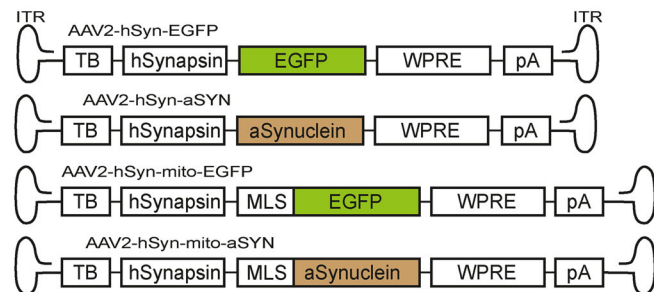 ITR ITR
AAV2-hSyn-EGFP
TB hSynapsin EGFP WPRE pA
AAV2-hSyn-aSYN
TB hSynapsin aSynuclein WPRE pA
AAV2-hSyn-mito-EGFP
TB hSynapsin MLS EGFP WPRE pA
AAV2-hSyn-mito-aSYN
TB hSynapsin MLS aSynuclein WPRE pA